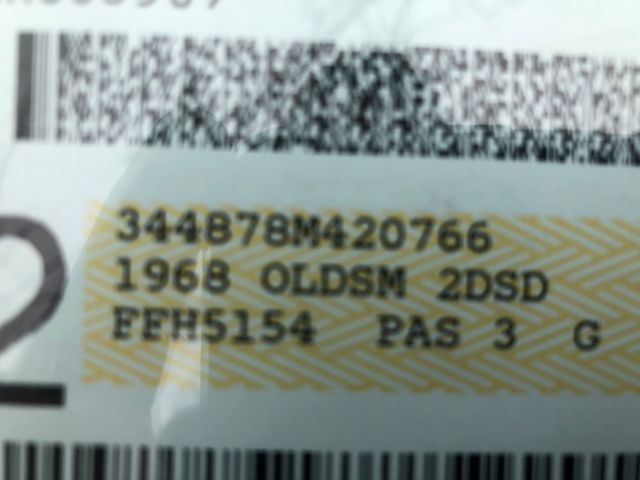 344878M420766
1968 OLDSM 2DSD
FFH5154 PAS 3 G
2